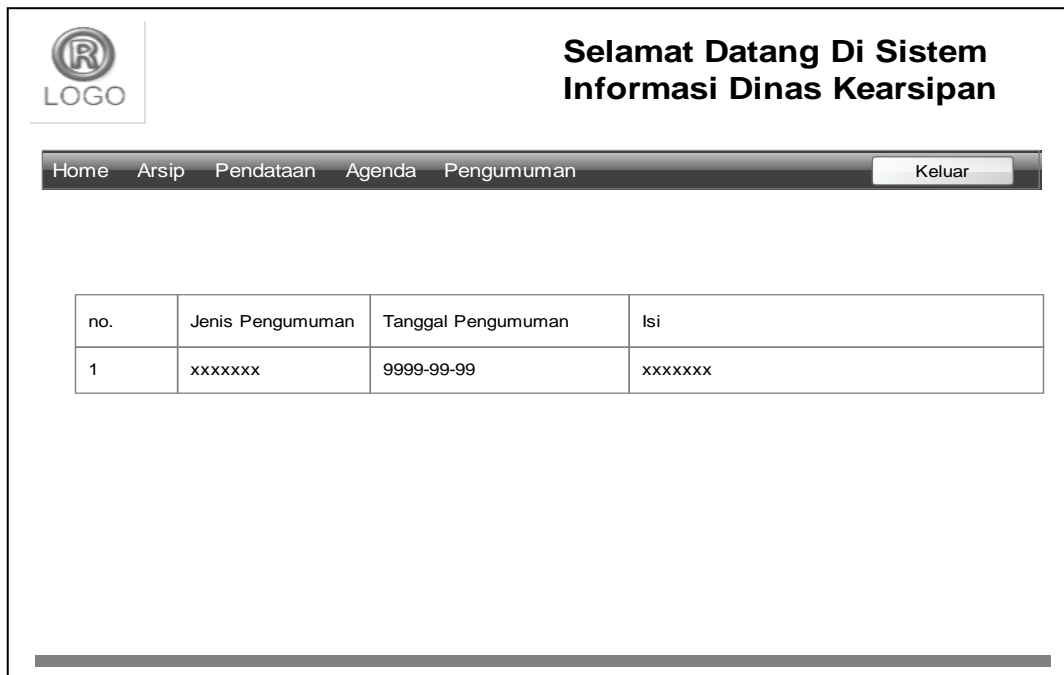 ®
LOGO
Selamat Datang Di Sistem
Informasi Dinas Kearsipan
Home Arsip Pendataan Agenda Pengumuman Keluar
no. Jenis Pengumuman Tanggal Pengumuman Isi
1 xxxxxxx 9999-99-99 xxxxxxx